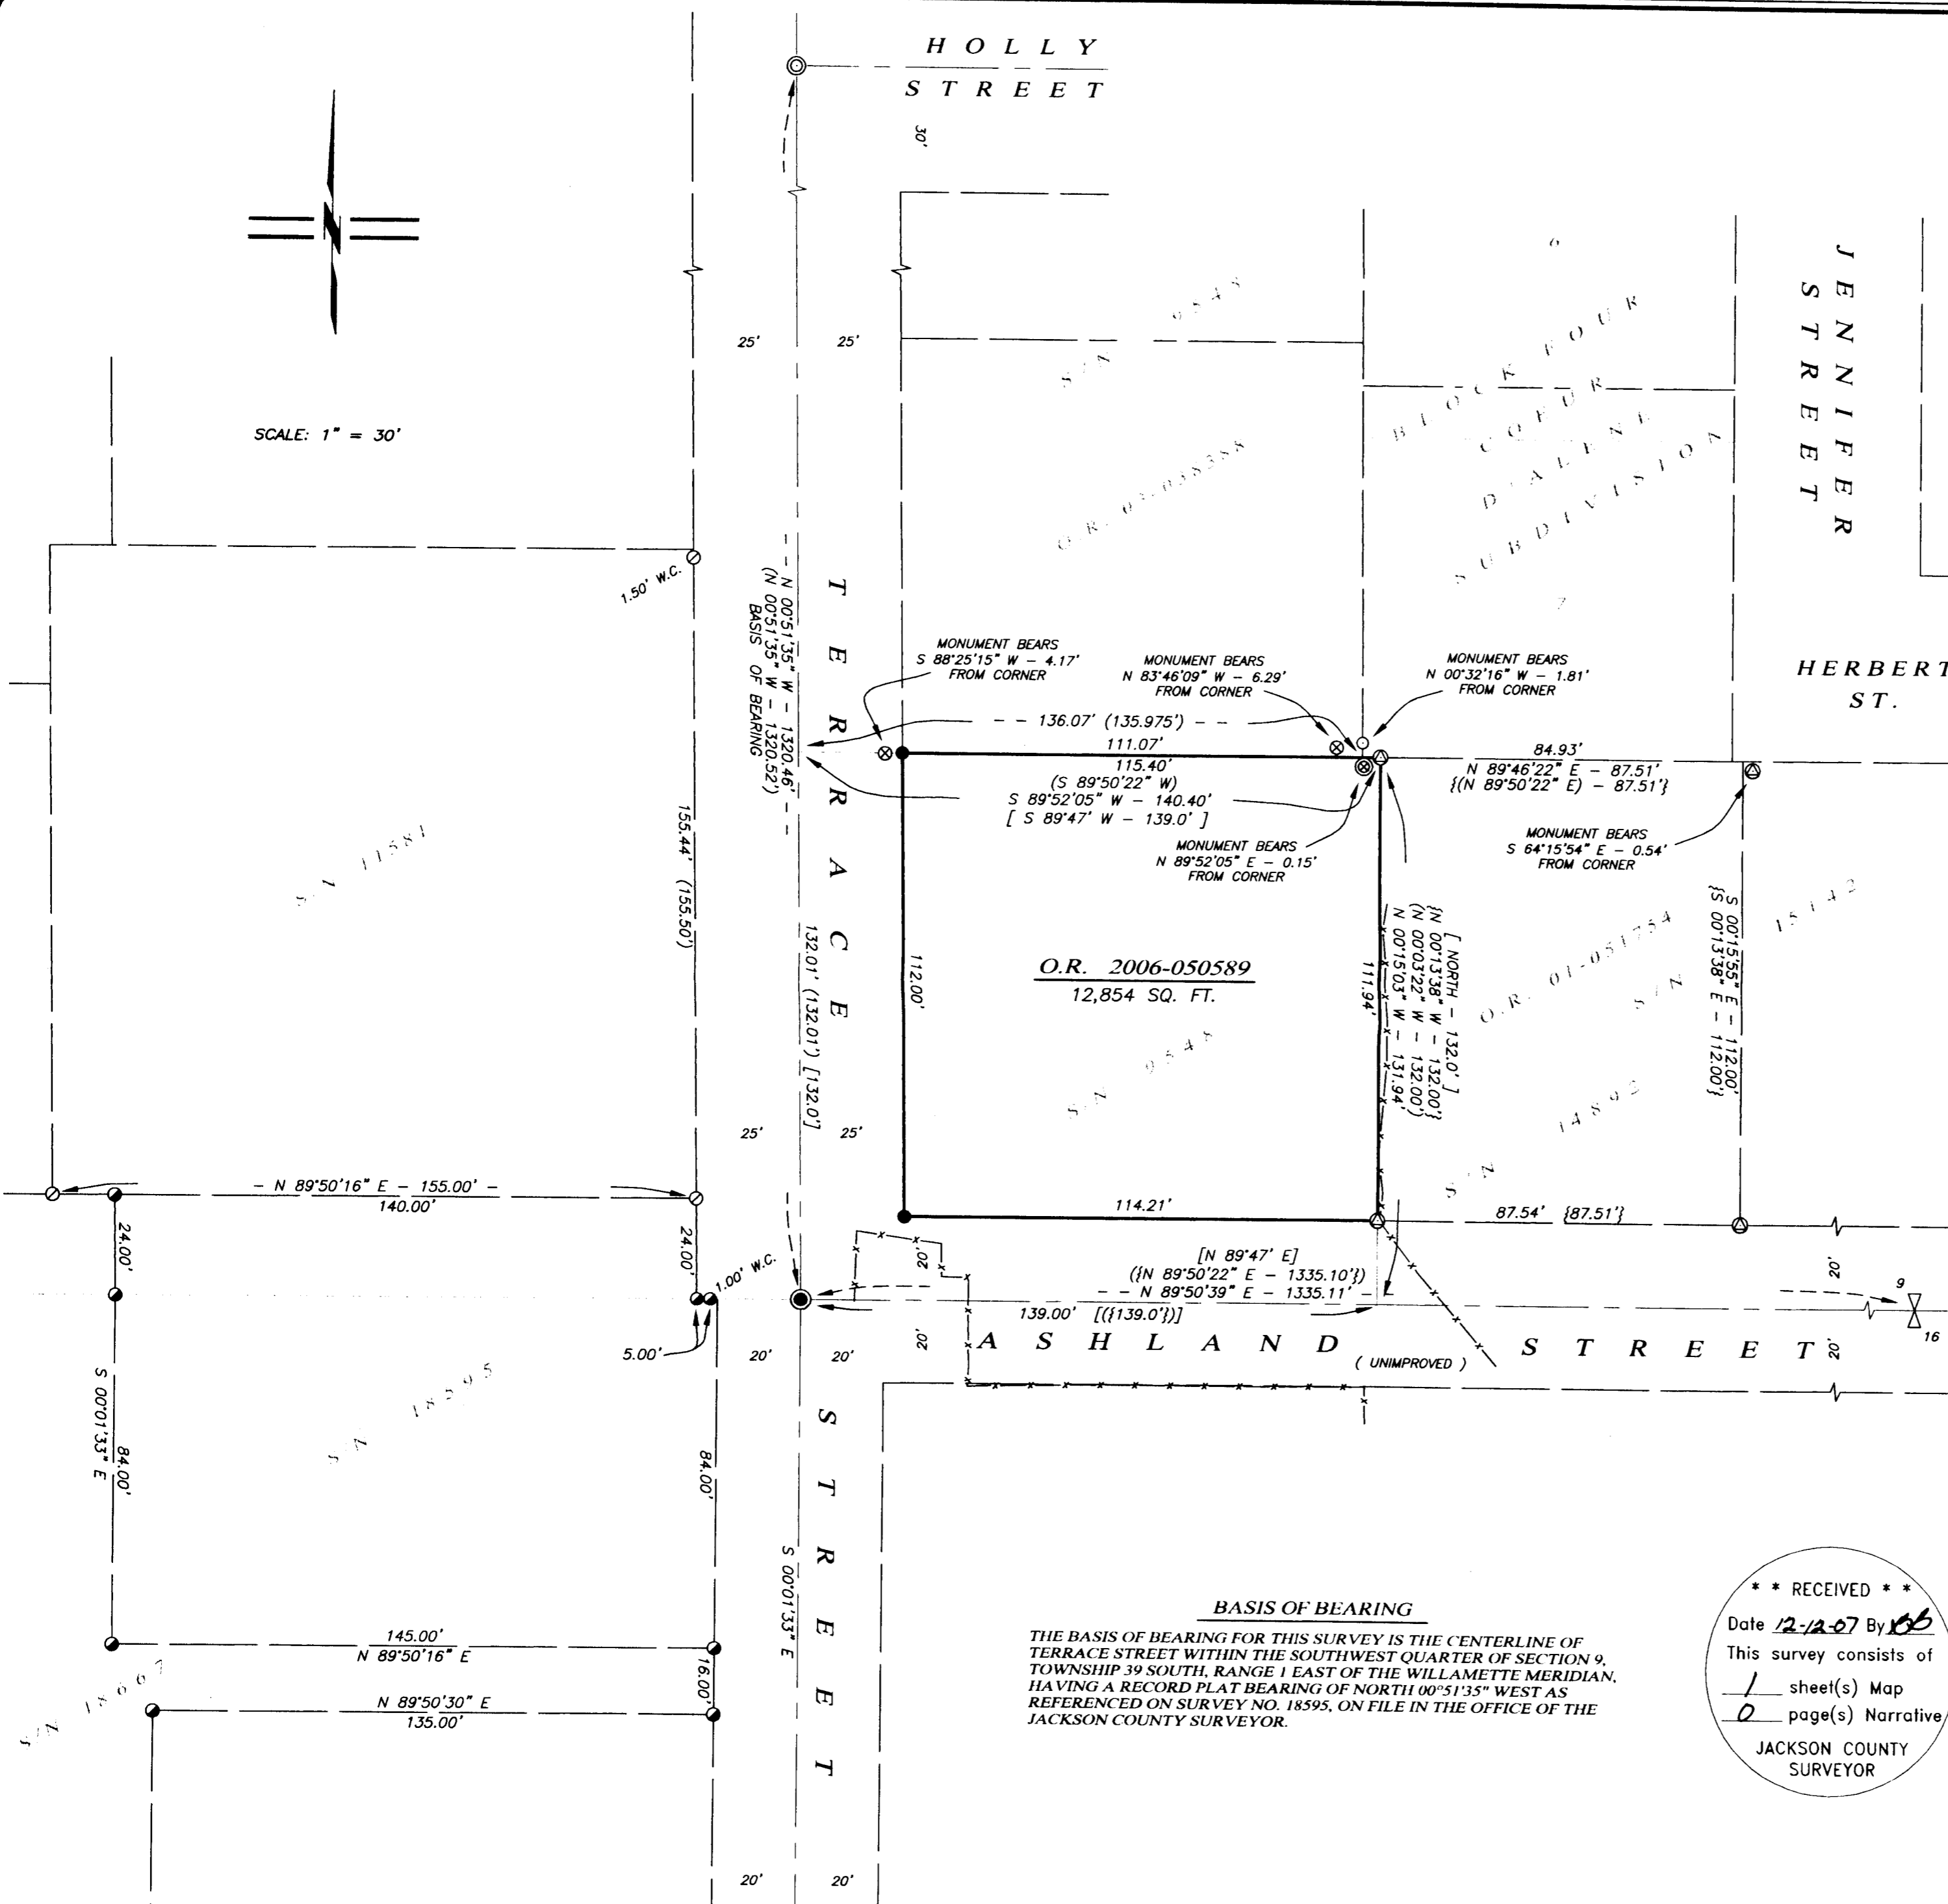 HOLLY
STREET
30'
N
SCALE: 1" = 30'
25' 25'
S/N 9548
O.R. 03-038388
6
BLOCK FOUR
COEUR
D'ALENE
SUBDIVISION
7
JENNIFER
STREET
HERBERT
ST.
1.50' W.C.
- - N 00°51'35" W - 1320.46' - -
(N 00°51'35" W - 1320.52')
BASIS OF BEARING
TERRACE
STREET
MONUMENT BEARS
S 88°25'15" W - 4.17'
FROM CORNER
MONUMENT BEARS
N 83°46'09" W - 6.29'
FROM CORNER
MONUMENT BEARS
N 00°32'16" W - 1.81'
FROM CORNER
- - 136.07' (135.975') - -
111.07'
115.40'
(S 89°50'22" W)
S 89°52'05" W - 140.40'
[ S 89°47' W - 139.0' ]
84.93'
N 89°46'22" E - 87.51'
{(N 89°50'22" E) - 87.51'}
MONUMENT BEARS
N 89°52'05" E - 0.15'
FROM CORNER
MONUMENT BEARS
S 64°15'54" E - 0.54'
FROM CORNER
155.44' (155.50')
S/N 11581
132.01' (132.01') [132.0']
112.00'
O.R. 2006-050589
12,854 SQ. FT.
S/N 9548
111.94'
[ NORTH - 132.0' ]
{N 00°13'38" W - 132.00'}
(N 00°03'22" W - 132.00')
N 00°15'03" W - 131.94'
O.R. 01-051754
S/N 15142
S/N 14892
S 00°15'55" E - 112.00'
{S 00°13'38" E - 112.00'}
25' 25'
- N 89°50'16" E - 155.00' -
140.00'
24.00'
24.00'
1.00' W.C.
5.00'
114.21'
87.54' {87.51'}
20'
[N 89°47' E]
({N 89°50'22" E - 1335.10'})
- - N 89°50'39" E - 1335.11' -
139.00' [({139.0'})]
20'
9
16
20' 20'
20'
ASHLAND STREET
( UNIMPROVED )
20'
S 00°01'33" E
84.00'
S/N 18595
84.00'
S 00°01'33" E
145.00'
N 89°50'16" E
16.00'
N 89°50'30" E
135.00'
S/N 18667
20' 20'
BASIS OF BEARING
THE BASIS OF BEARING FOR THIS SURVEY IS THE CENTERLINE OF
TERRACE STREET WITHIN THE SOUTHWEST QUARTER OF SECTION 9,
TOWNSHIP 39 SOUTH, RANGE 1 EAST OF THE WILLAMETTE MERIDIAN,
HAVING A RECORD PLAT BEARING OF NORTH 00°51'35" WEST AS
REFERENCED ON SURVEY NO. 18595, ON FILE IN THE OFFICE OF THE
JACKSON COUNTY SURVEYOR.
* * RECEIVED * *
Date 12-12-07 By
This survey consists of
1 sheet(s) Map
0 page(s) Narrative
JACKSON COUNTY
SURVEYOR